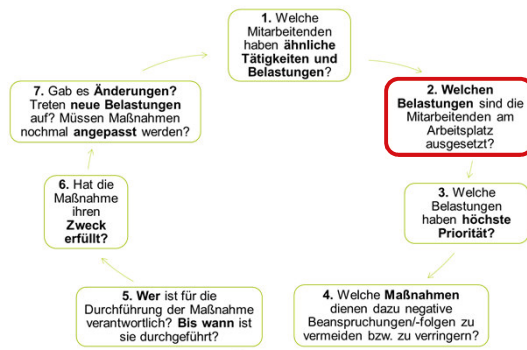 1. Welche
Mitarbeitenden
haben ähnliche
Tätigkeiten und
Belastungen?
2. Welchen
Belastungen sind die
Mitarbeitenden am
Arbeitsplatz
ausgesetzt?
3. Welche
Belastungen
haben höchste
Priorität?
4. Welche Maßnahmen
dienen dazu negative
Beanspruchungen/-folgen zu
vermeiden bzw. zu verringern?
5. Wer ist für die
Durchführung der Maßnahme
verantwortlich? Bis wann ist
sie durchgeführt?
6. Hat die
Maßnahme
ihren
Zweck
erfüllt?
7. Gab es Änderungen?
Treten neue Belastungen
auf? Müssen Maßnahmen
nochmal angepasst werden?